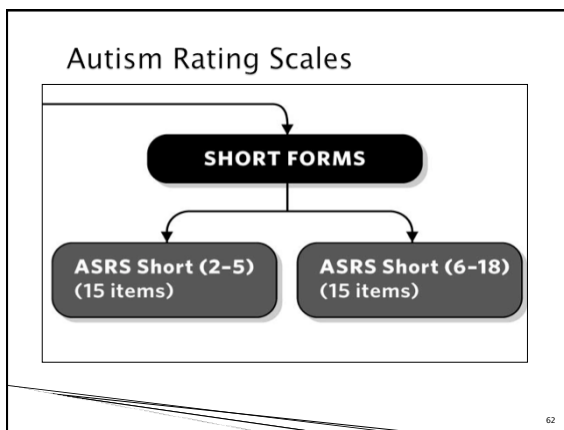 Autism Rating Scales
SHORT FORMS
ASRS Short (2–5)
(15 items)
ASRS Short (6–18)
(15 items)
62